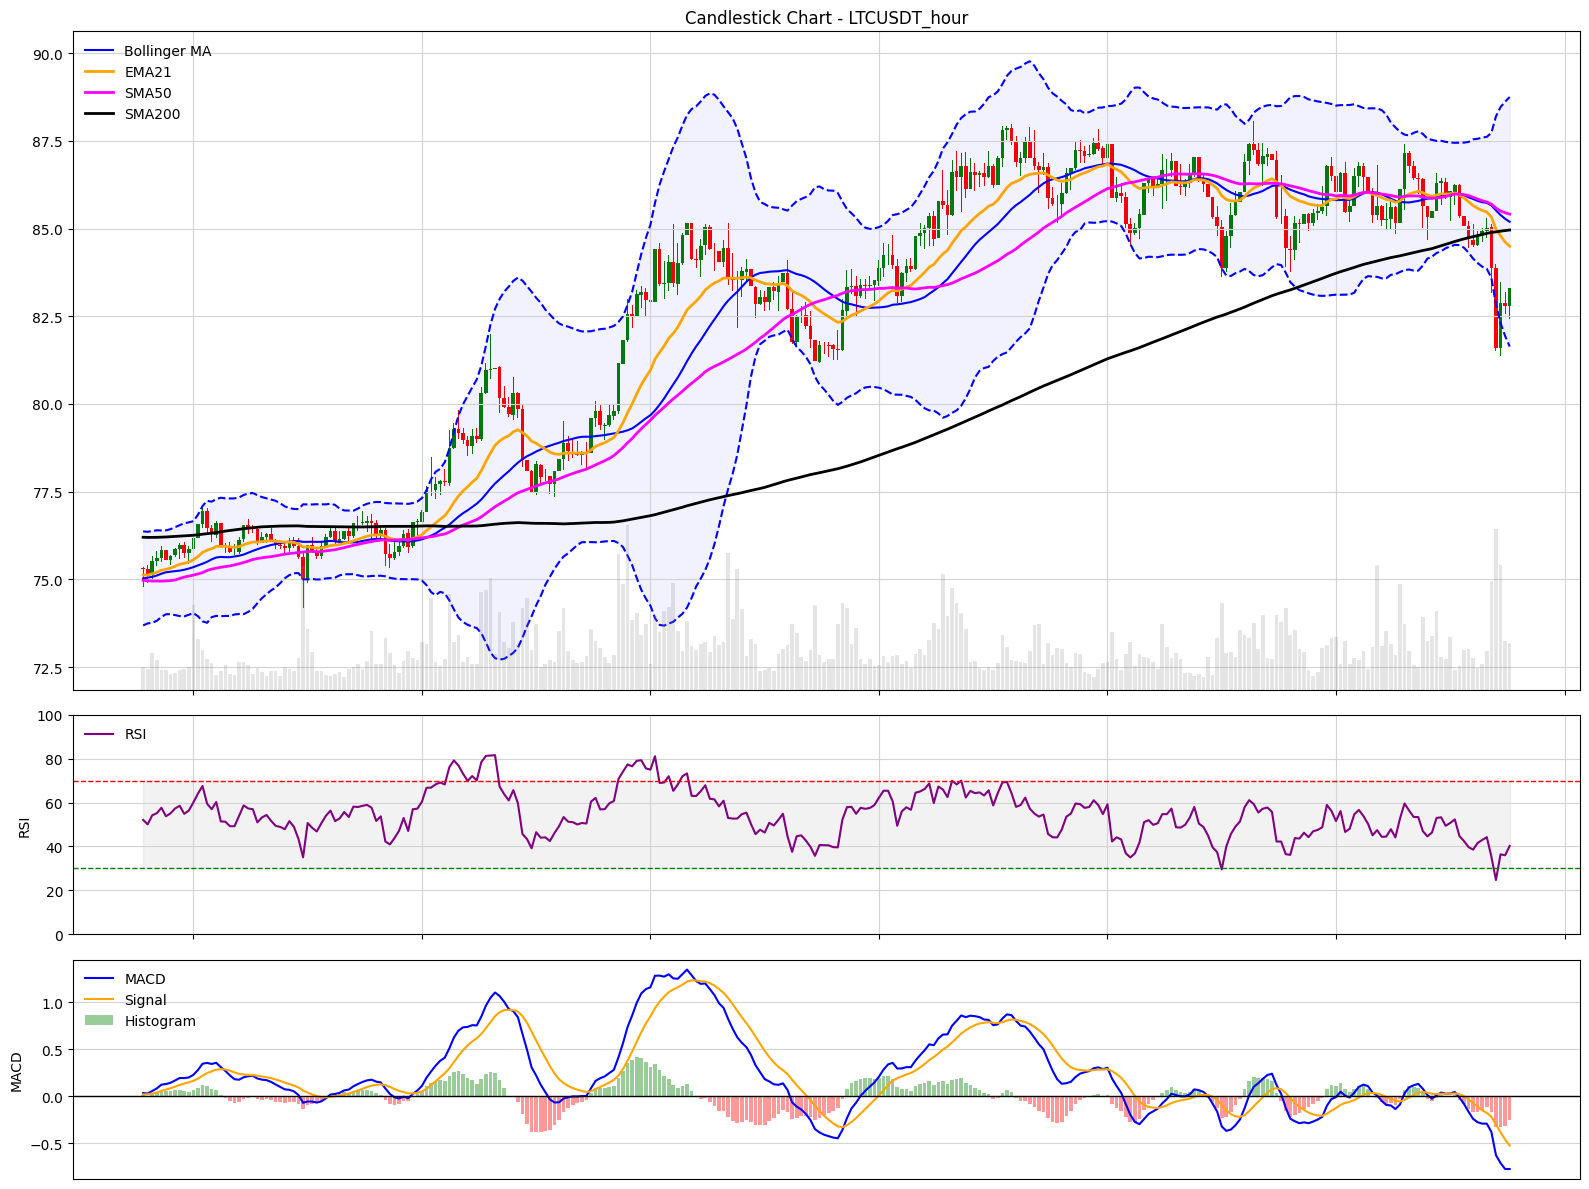 Candlestick Chart - LTCUSDT_hour
Bollinger MA
EMA21
SMA50
SMA200
90.0
87.5
85.0
82.5
80.0
77.5
75.0
72.5
RSI
100
80
60
40
20
0
RSI
MACD
Signal
Histogram
1.0
0.5
0.0
−0.5
MACD